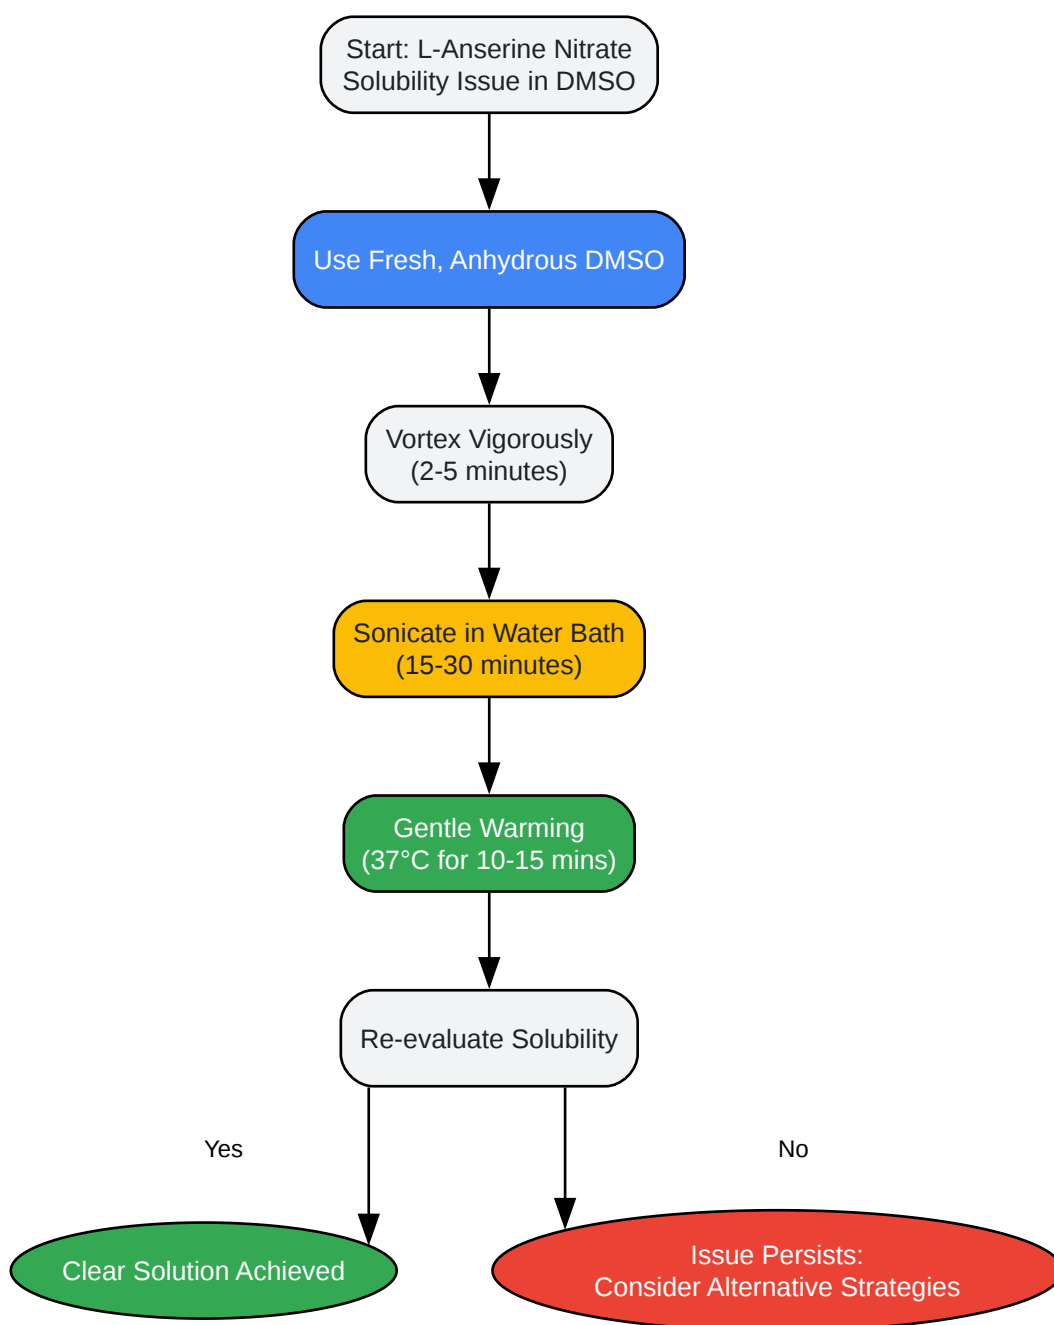 Start: L-Anserine Nitrate
Solubility Issue in DMSO
Use Fresh, Anhydrous DMSO
Vortex Vigorously
(2-5 minutes)
Sonicate in Water Bath
(15-30 minutes)
Gentle Warming
(37°C for 10-15 mins)
Re-evaluate Solubility
Yes
No
Clear Solution Achieved
Issue Persists:
Consider Alternative Strategies